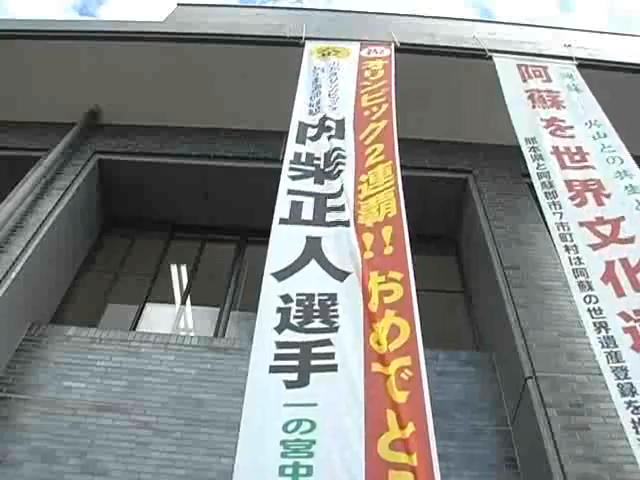 祝
オリンピック2連覇!!おめでと
金
内柴正人選手
一の宮中
阿蘇を世界文化遺
熊本県と阿蘇郡市7市町村は阿蘇の世界遺産登録を推
火山との共生と